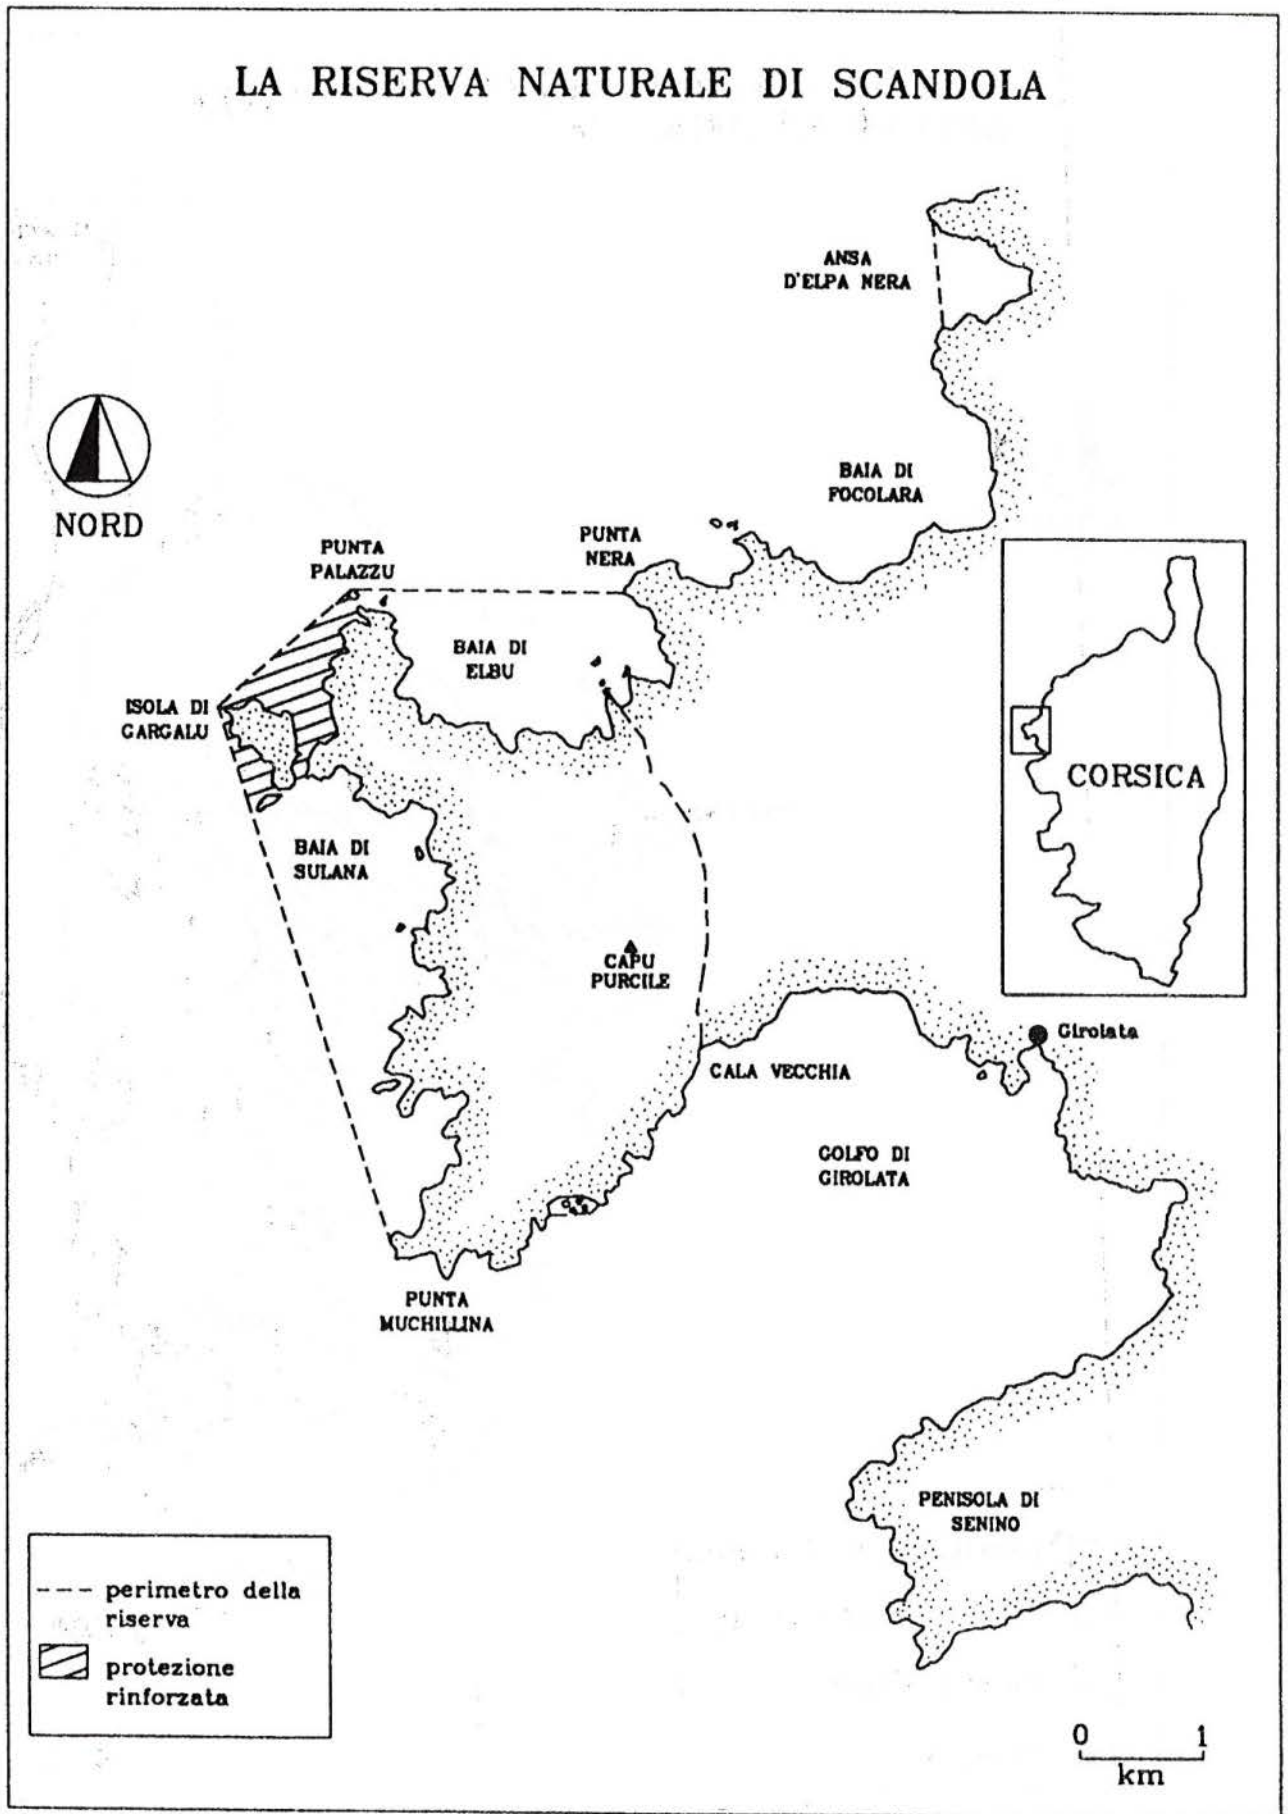 LA RISERVA NATURALE DI SCANDOLA
ANSA
D'ELPA NERA
BAIA DI
FOCOLARA
NORD
PUNTA
PALAZZU
PUNTA
NERA
BAIA DI
ELBU
ISOLA DI
GARGALU
CORSICA
BAIA DI
SULANA
CAPU
PURCILE
Girolata
CALA VECCHIA
GOLFO DI
GIROLATA
PUNTA
MUCHILLINA
PENISOLA DI
SENINO
perimetro della
riserva
protezione
rinforzata
0 1
km